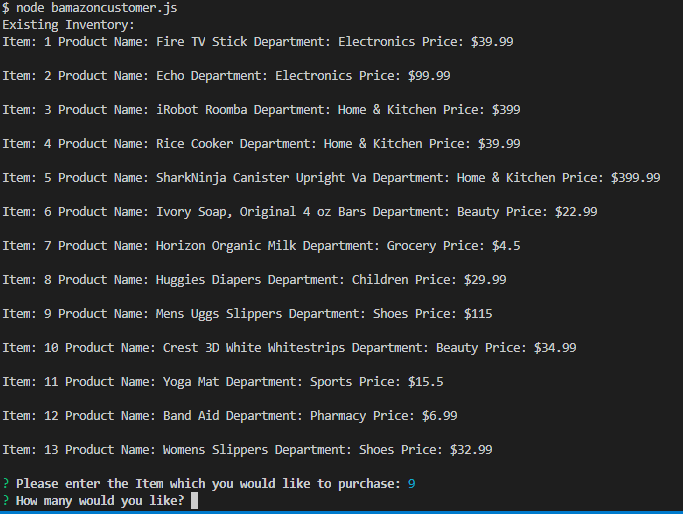 $ node bamazoncustomer.js
Existing Inventory:
Item: 1 Product Name: Fire TV Stick Department: Electronics Price: $39.99
Item: 2 Product Name: Echo Department: Electronics Price: $99.99
Item: 3 Product Name: iRobot Roomba Department: Home & Kitchen Price: $399
Item: 4 Product Name: Rice Cooker Department: Home & Kitchen Price: $39.99
Item: 5 Product Name: SharkNinja Canister Upright Va Department: Home & Kitchen Price: $399.99
Item: 6 Product Name: Ivory Soap, Original 4 oz Bars Department: Beauty Price: $22.99
Item: 7 Product Name: Horizon Organic Milk Department: Grocery Price: $4.5
Item: 8 Product Name: Huggies Diapers Department: Children Price: $29.99
Item: 9 Product Name: Mens Uggs Slippers Department: Shoes Price: $115
Item: 10 Product Name: Crest 3D White Whitestrips Department: Beauty Price: $34.99
Item: 11 Product Name: Yoga Mat Department: Sports Price: $15.5
Item: 12 Product Name: Band Aid Department: Pharmacy Price: $6.99
Item: 13 Product Name: Womens Slippers Department: Shoes Price: $32.99
? Please enter the Item which you would like to purchase: 9
? How many would you like?